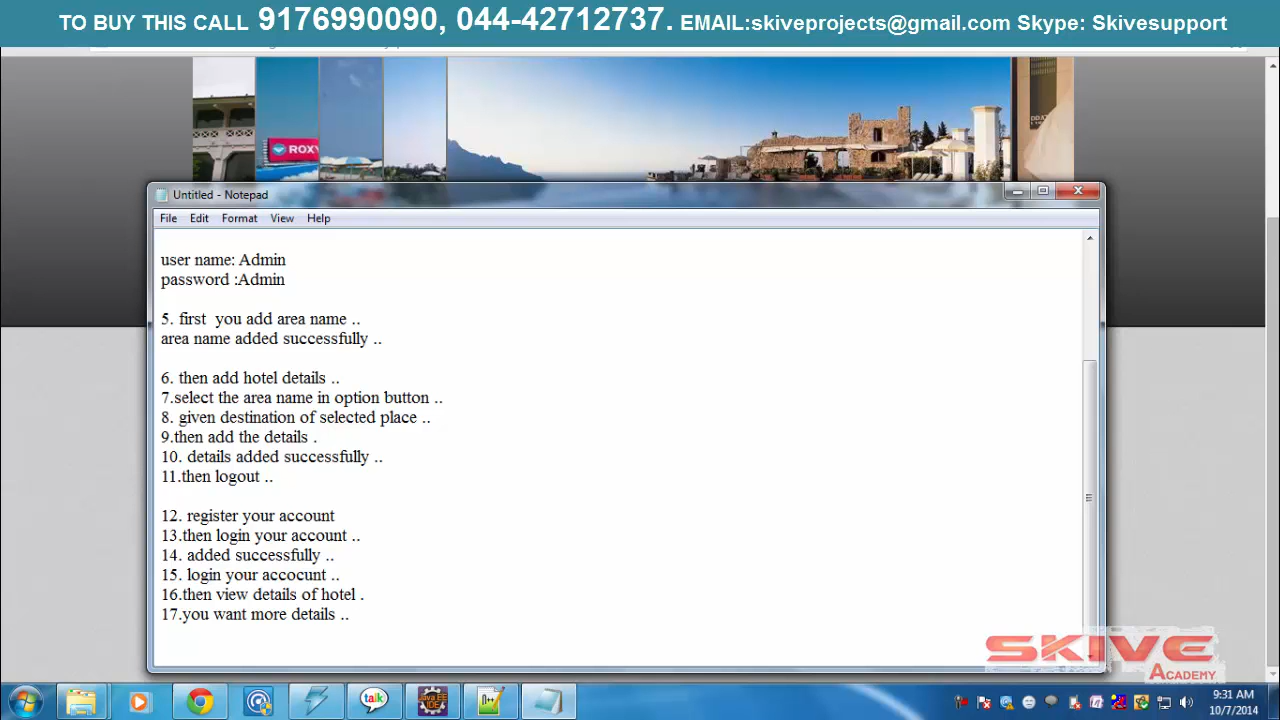 TO BUY THIS CALL 9176990090, 044-42712737. EMAIL:skiveprojects@gmail.com Skype: Skivesupport
ROXY
Untitled - Notepad
File Edit Format View Help
user name: Admin
password :Admin
5. first  you add area name ..
area name added successfully ..
6. then add hotel details ..
7.select the area name in option button ..
8. given destination of selected place ..
9.then add the details .
10. details added successfully ..
11.then logout ..
12. register your account
13.then login your account ..
14. added successfully ..
15. login your accocunt ..
16.then view details of hotel .
17.you want more details ..
SKIVE
ACADEMY
talk
Java EE
IDE
9:31 AM
10/7/2014